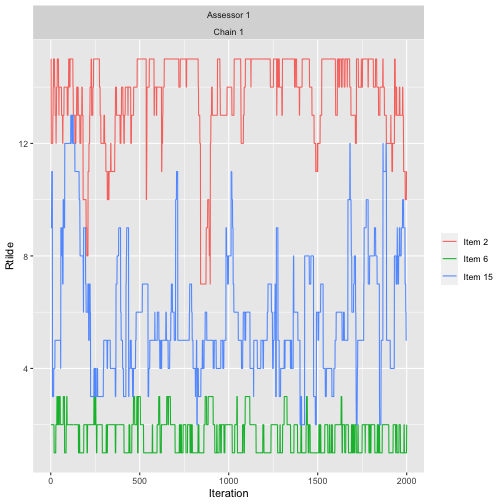 Assessor 1
Chain 1
12
8
4
Rtilde
0
500
1000
1500
2000
Iteration
Item 2
Item 6
Item 15